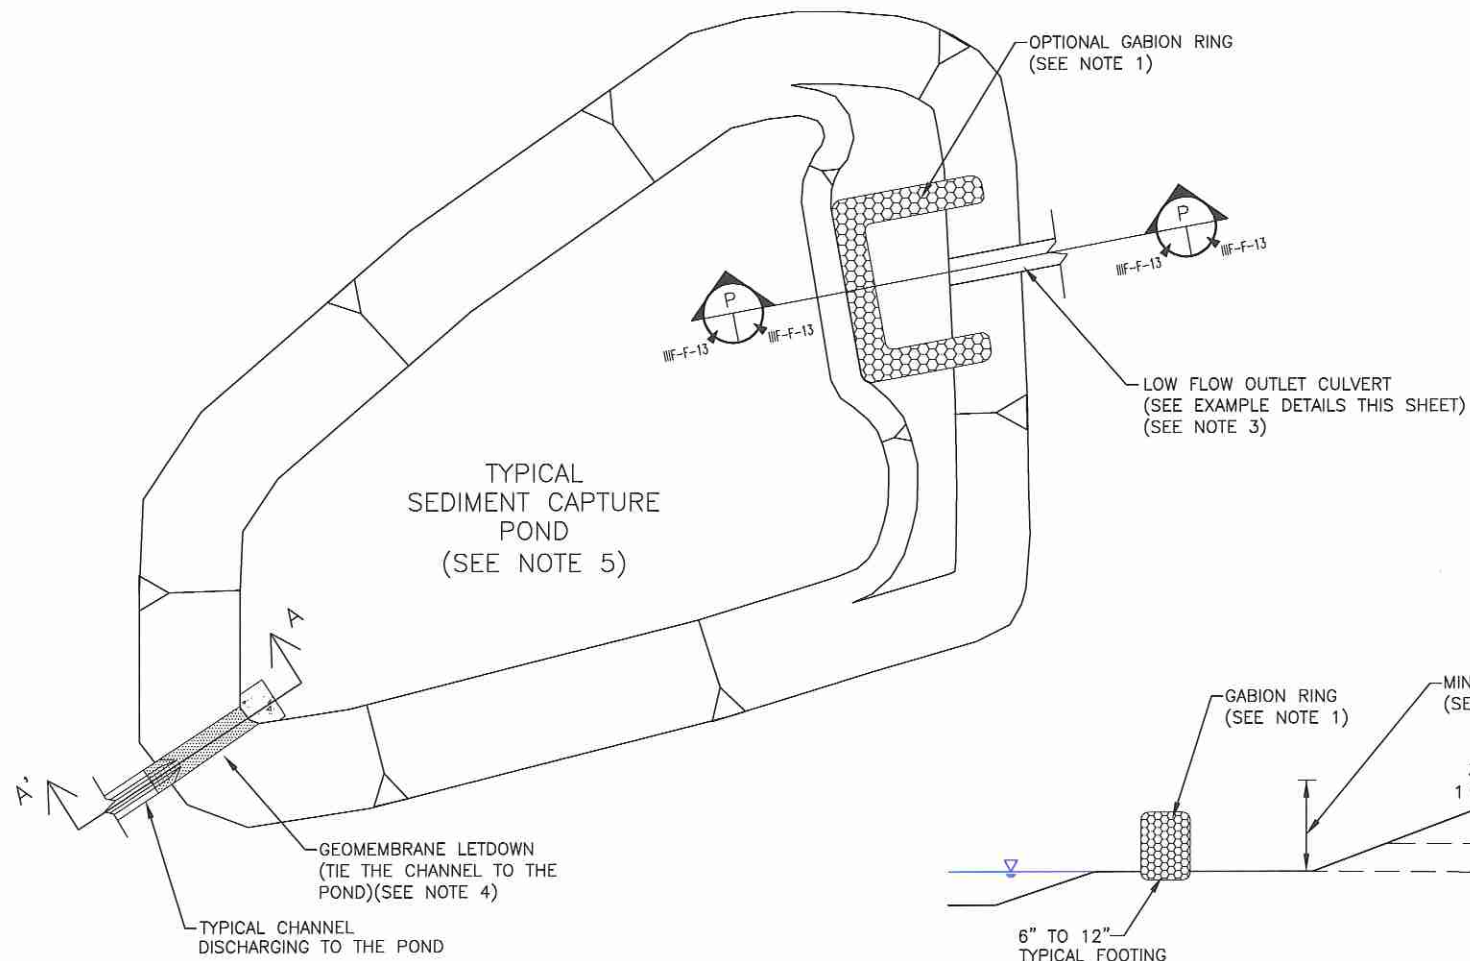 OPTIONAL GABION RING
(SEE NOTE 1)
P
IIIF-F-13
IIIF-F-13
P
IIIF-F-13
IIIF-F-13
LOW FLOW OUTLET CULVERT
(SEE EXAMPLE DETAILS THIS SHEET)
(SEE NOTE 3)
TYPICAL
SEDIMENT CAPTURE
POND
(SEE NOTE 5)
A
A'
GEOMEMBRANE LETDOWN
(TIE THE CHANNEL TO THE
POND)(SEE NOTE 4)
TYPICAL CHANNEL
DISCHARGING TO THE POND
GABION RING
(SEE NOTE 1)
MIN
(SE
1
6" TO 12"
TYPICAL FOOTING